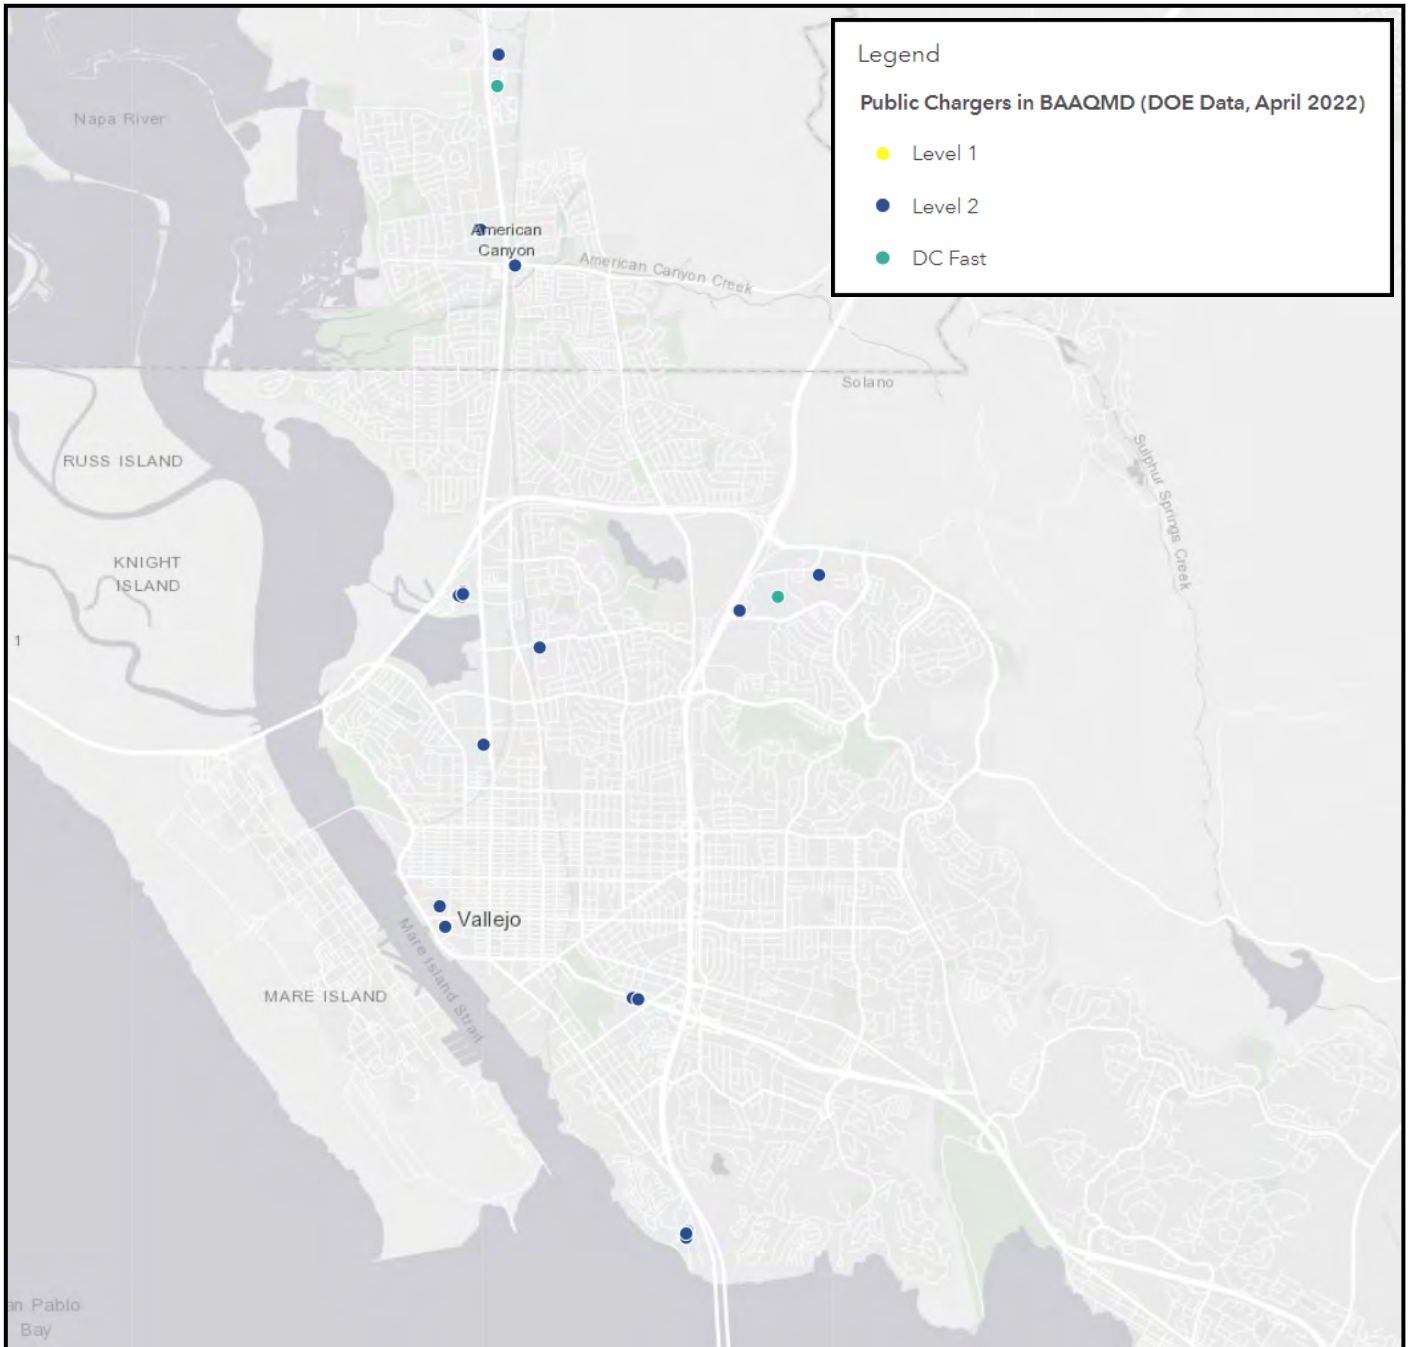 Legend
Public Chargers in BAAQMD (DOE Data, April 2022)
Level 1
Level 2
DC Fast
Napa River
American
Canyon
American Canyon Creek
Solano
RUSS ISLAND
Sulphur Springs Creek
KNIGHT
ISLAND
1
Vallejo
Mare Island Strait
MARE ISLAND
an Pablo
Bay